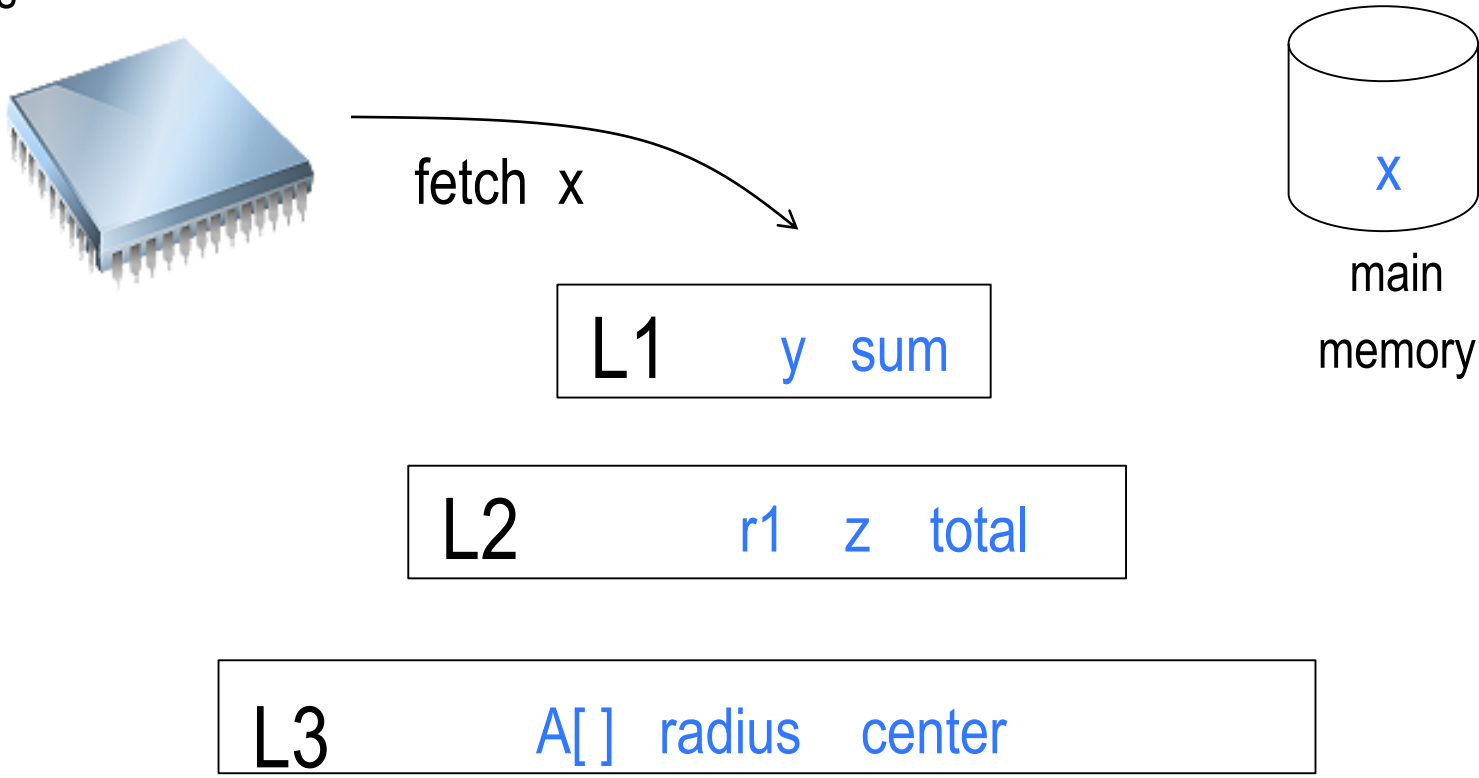 fetch x
x
main
memory
L1 y sum
L2 r1 z total
L3 A[ ] radius center